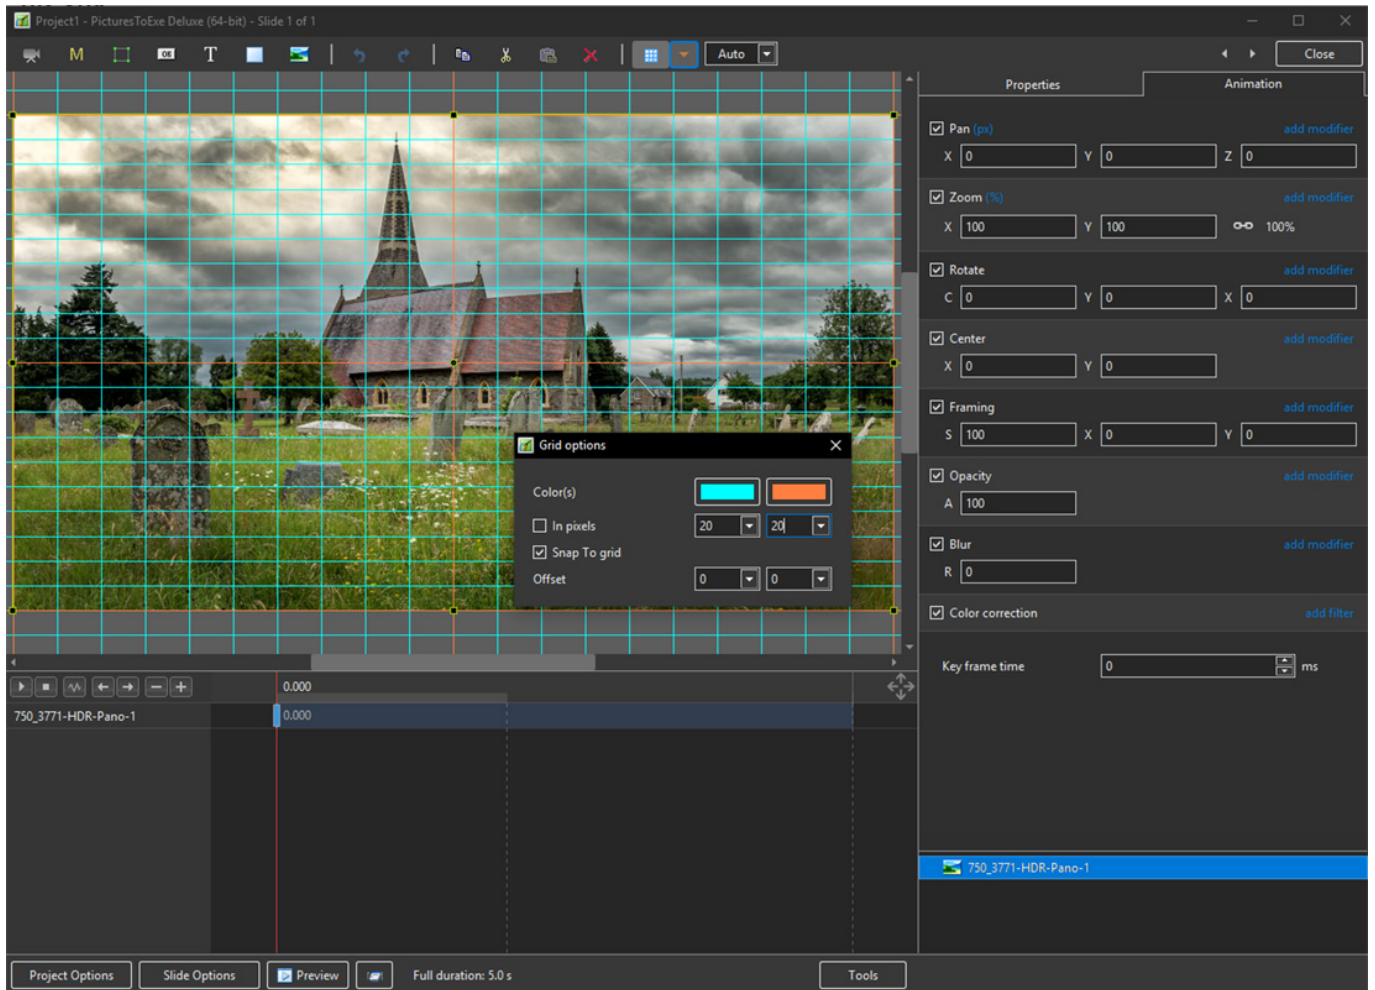 Project1 - PicturesToExe Deluxe (64-bit) - Slide 1 of 1
M OK T Auto Close
Properties Animation
Pan (px) add modifier
X 0 Y 0 Z 0
Zoom (%) add modifier
X 100 Y 100 100%
Rotate add modifier
C 0 Y 0 X 0
Center add modifier
X 0 Y 0
Framing add modifier
S 100 X 0 Y 0
Opacity add modifier
A 100
Blur add modifier
R 0
Color correction add filter
Key frame time 0 ms
Grid options
Color(s)
In pixels 20 20
Snap To grid
Offset 0 0
0.000
750_3771-HDR-Pano-1 0.000
750_3771-HDR-Pano-1
Project Options Slide Options Preview Full duration: 5.0 s Tools